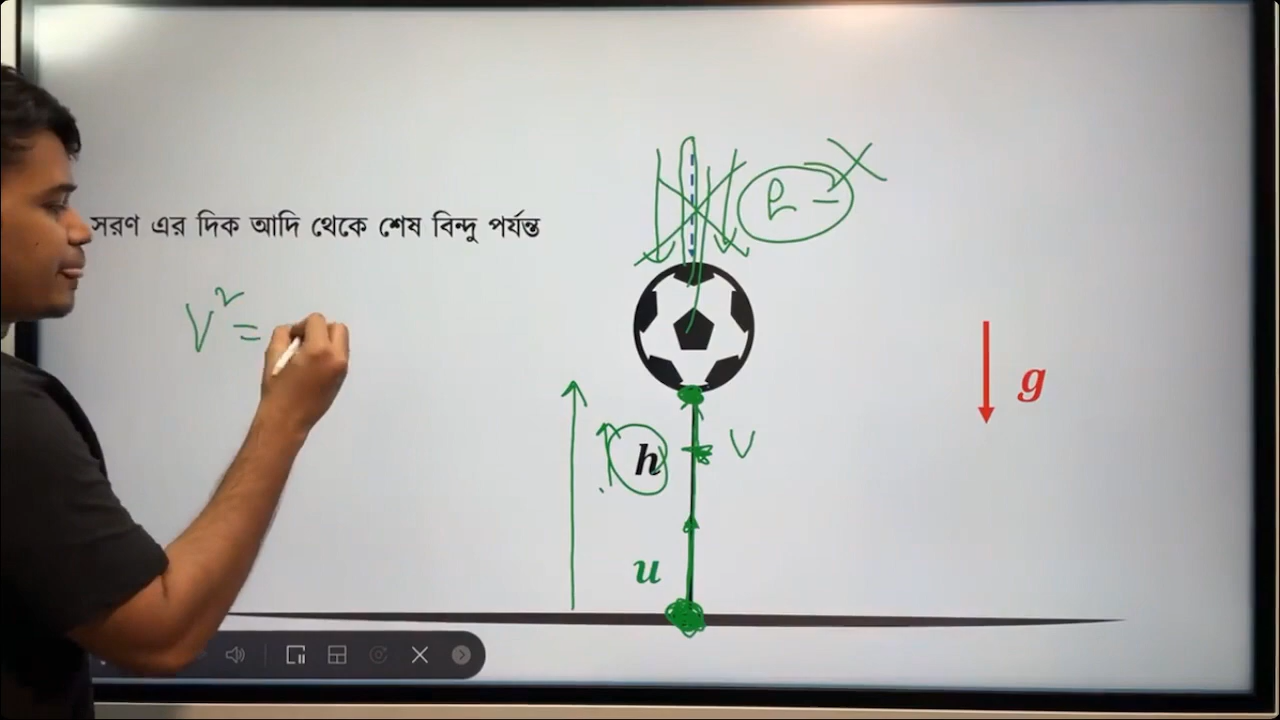 সরণ এর দিক আদি থেকে শেষ বিন্দু পর্যন্ত
V² =
h
V
g
u